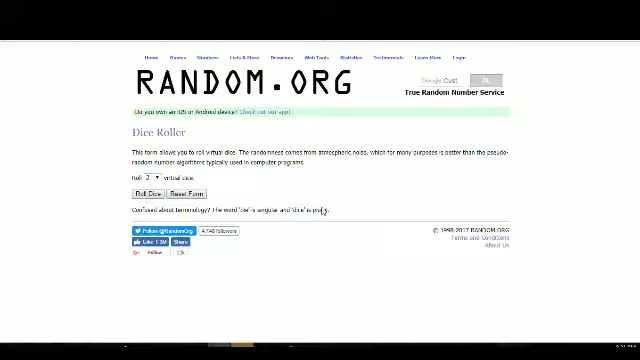 Home Games Numbers Lists & More Drawings Web Tools Statistics Testimonials Learn More Login
RANDOM.ORG
Google Cust
True Random Number Service
Do you own an iOS or Android device? Check out our app!
Dice Roller
This form allows you to roll virtual dice. The randomness comes from atmospheric noise, which for many purposes is better than the pseudo-
random number algorithms typically used in computer programs.
Roll 2 virtual dice.
Roll Dice Reset Form
Confused about terminology? The word 'die' is singular and 'dice' is plural.
Follow @RandomOrg 4,748 followers
Like 1.3M Share
G+ Follow 22k
© 1998-2017 RANDOM.ORG
Terms and Conditions
About Us